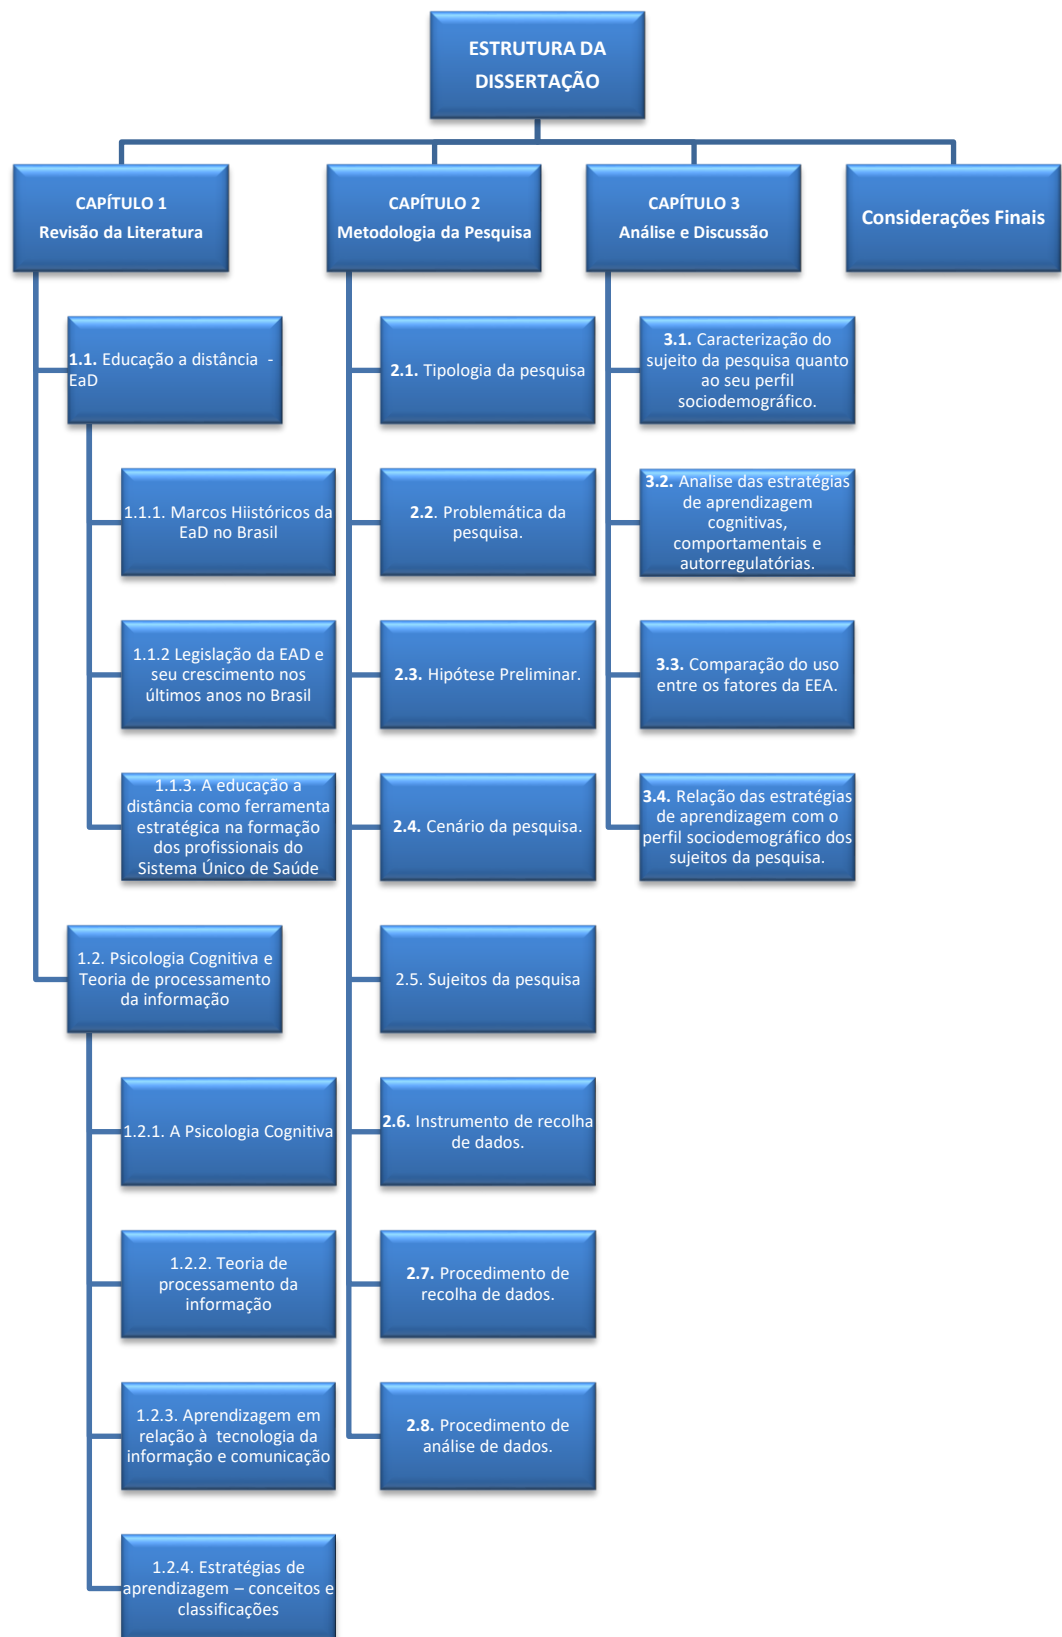 ESTRUTURA DA
DISSERTAÇÃO
CAPÍTULO 1
Revisão da Literatura
1.1. Educação a distância -
EaD
1.1.1. Marcos Hiistóricos da
EaD no Brasil
1.1.2 Legislação da EAD e
seu crescimento nos
últimos anos no Brasil
1.1.3. A educação a
distância como ferramenta
estratégica na formação
dos profissionais do
Sistema Único de Saúde
1.2. Psicologia Cognitiva e
Teoria de processamento
da informação
1.2.1. A Psicologia Cognitiva
1.2.2. Teoria de
processamento da
informação
1.2.3. Aprendizagem em
relação à tecnologia da
informação e comunicação
1.2.4. Estratégias de
aprendizagem – conceitos e
classificações
CAPÍTULO 2
Metodologia da Pesquisa
2.1. Tipologia da pesquisa
2.2. Problemática da
pesquisa.
2.3. Hipótese Preliminar.
2.4. Cenário da pesquisa.
2.5. Sujeitos da pesquisa
2.6. Instrumento de recolha
de dados.
2.7. Procedimento de
recolha de dados.
2.8. Procedimento de
análise de dados.
CAPÍTULO 3
Análise e Discussão
3.1. Caracterização do
sujeito da pesquisa quanto
ao seu perfil
sociodemográfico.
3.2. Analise das estratégias
de aprendizagem
cognitivas,
comportamentais e
autorregulatórias.
3.3. Comparação do uso
entre os fatores da EEA.
3.4. Relação das estratégias
de aprendizagem com o
perfil sociodemográfico dos
sujeitos da pesquisa.
Considerações Finais